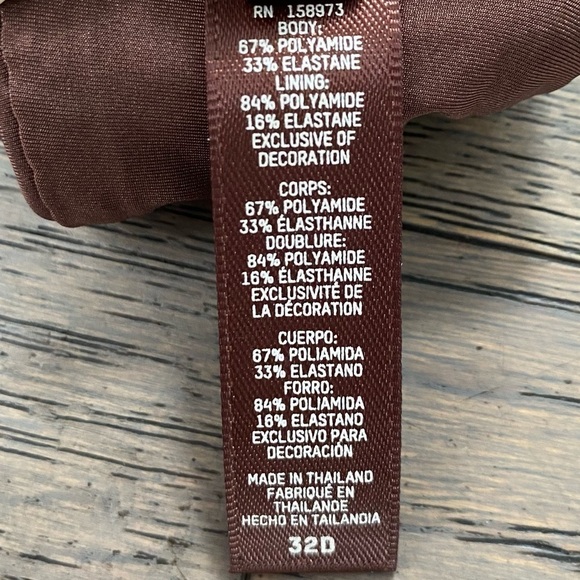 RN 158973
BODY:
67% POLYAMIDE
33% ELASTANE
LINING:
84% POLYAMIDE
16% ELASTANE
EXCLUSIVE OF
DECORATION
CORPS:
67% POLYAMIDE
33% ÉLASTHANNE
DOUBLURE:
84% POLYAMIDE
16% ÉLASTHANNE
EXCLUSIVITÉ DE
LA DÉCORATION
CUERPO:
67% POLIAMIDA
33% ELASTANO
FORRO:
84% POLIAMIDA
16% ELASTANO
EXCLUSIVO PARA
DECORACIÓN
MADE IN THAILAND
FABRIQUÉ EN
THAILANDE
HECHO EN TAILANDIA
32D